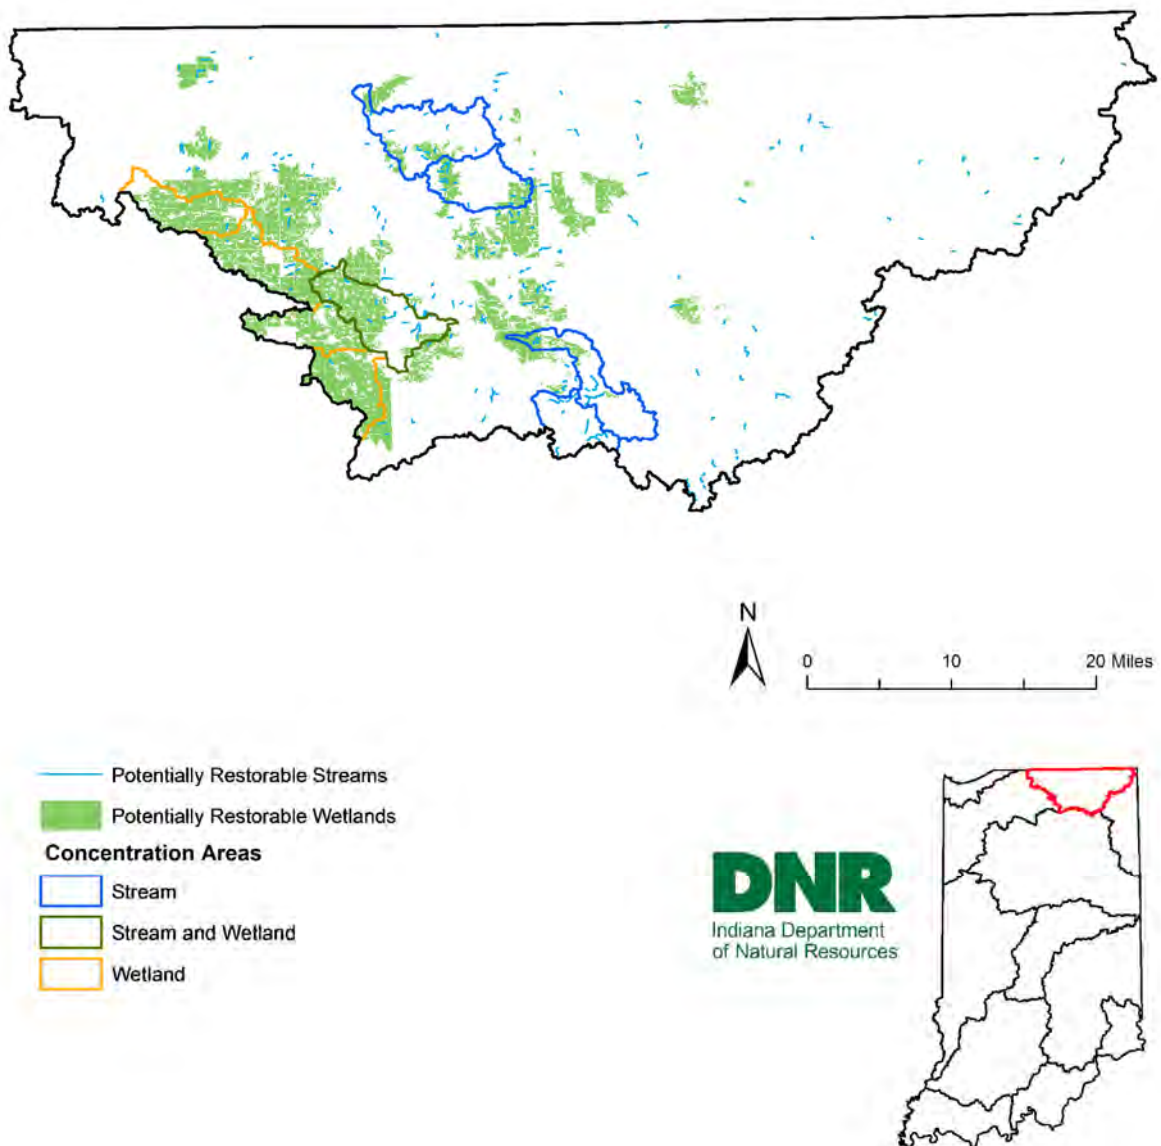 N
0 10 20 Miles
Potentially Restorable Streams
Potentially Restorable Wetlands
Concentration Areas
Stream
Stream and Wetland
Wetland
DNR
Indiana Department
of Natural Resources